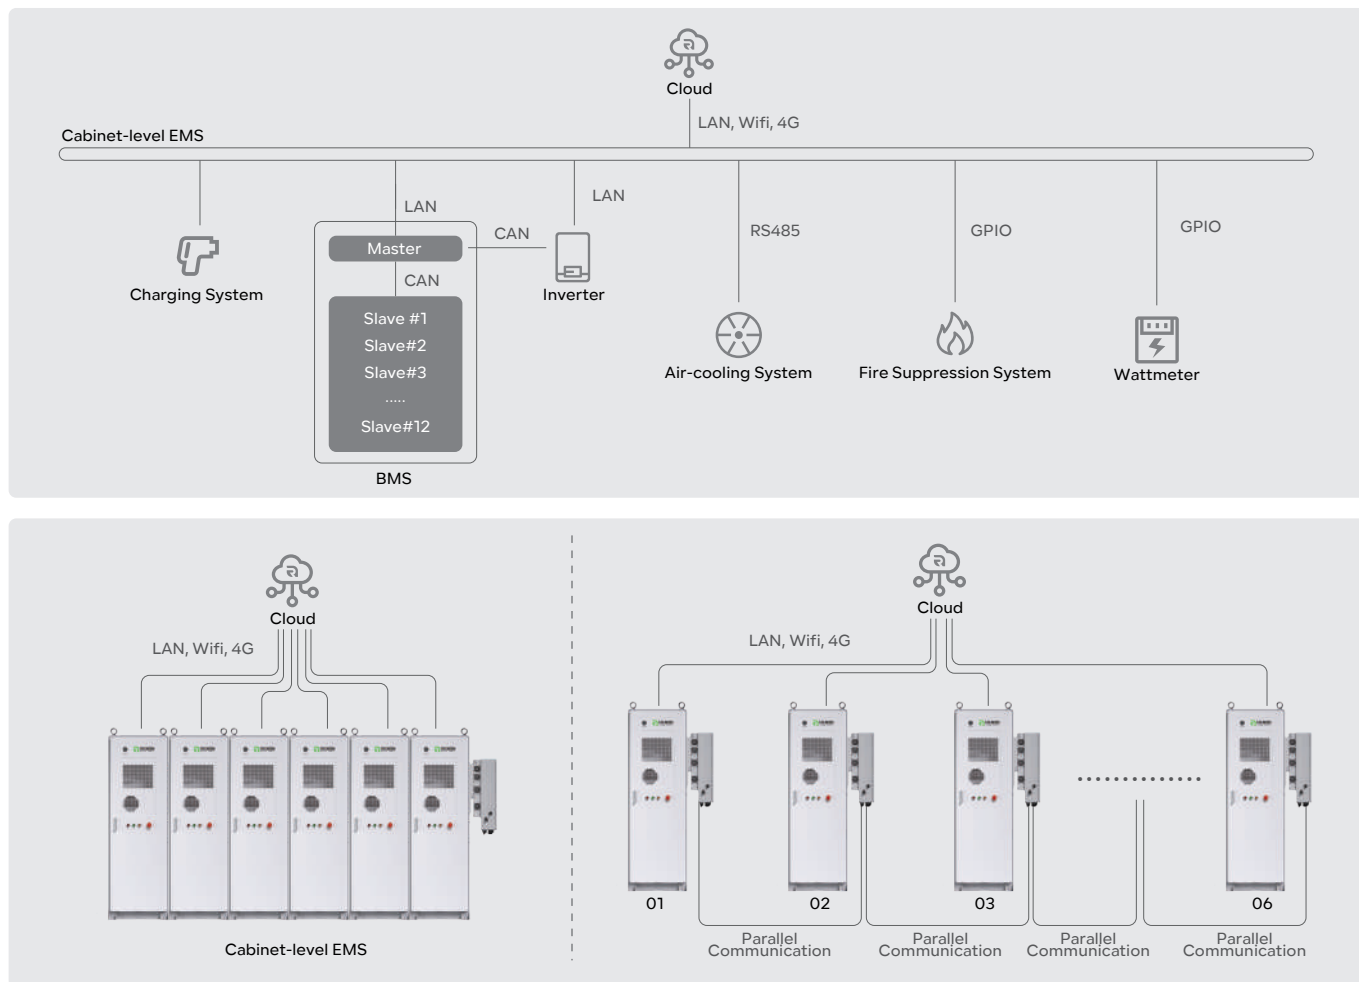 Cloud
LAN, Wifi, 4G
Cabinet-level EMS
LAN
LAN
CAN
RS485
GPIO
GPIO
Master
CAN
Charging System
Inverter
Slave #1
Slave#2
Slave#3
.....
Slave#12
BMS
Air-cooling System
Fire Suppression System
Wattmeter
Cloud
LAN, Wifi, 4G
Cabinet-level EMS
Cloud
LAN, Wifi, 4G
01
02
03
06
Parallel
Communication
Parallel
Communication
Parallel
Communication
Parallel
Communication